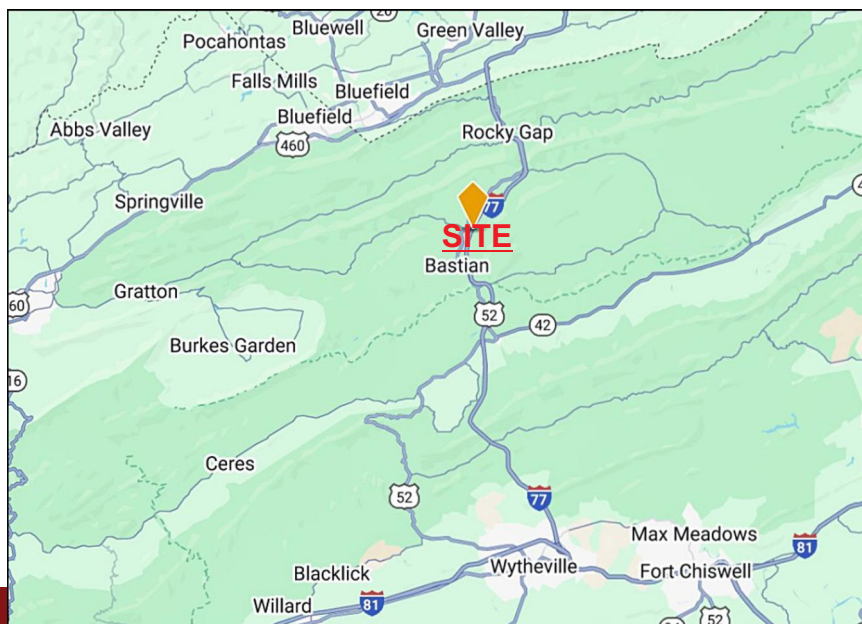 20
Bluewell
Green Valley
Pocahontas
Falls Mills
Bluefield
Bluefield
Abbs Valley
460
Rocky Gap
Springville
77
SITE
Bastian
Gratton
60
52
42
Burkes Garden
16
Ceres
52
77
Max Meadows
81
Wytheville
Fort Chiswell
Blacklick
Willard
81
52